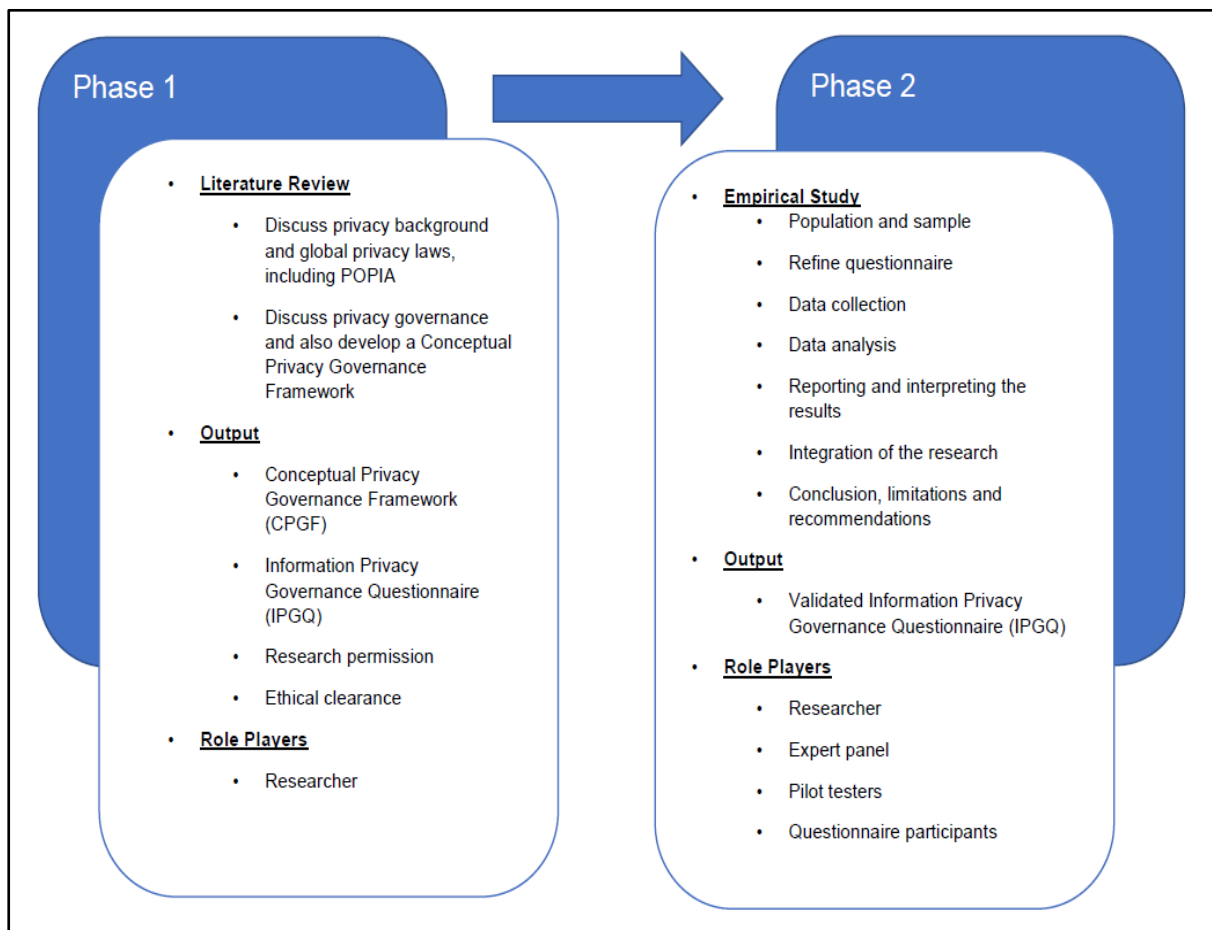 Phase 1
• Literature Review
• Discuss privacy background
and global privacy laws,
including POPIA
• Discuss privacy governance
and also develop a Conceptual
Privacy Governance
Framework
• Output
• Conceptual Privacy
Governance Framework
(CPGF)
• Information Privacy
Governance Questionnaire
(IPGQ)
• Research permission
• Ethical clearance
• Role Players
• Researcher
Phase 2
• Empirical Study
• Population and sample
• Refine questionnaire
• Data collection
• Data analysis
• Reporting and interpreting the
results
• Integration of the research
• Conclusion, limitations and
recommendations
• Output
• Validated Information Privacy
Governance Questionnaire (IPGQ)
• Role Players
• Researcher
• Expert panel
• Pilot testers
• Questionnaire participants